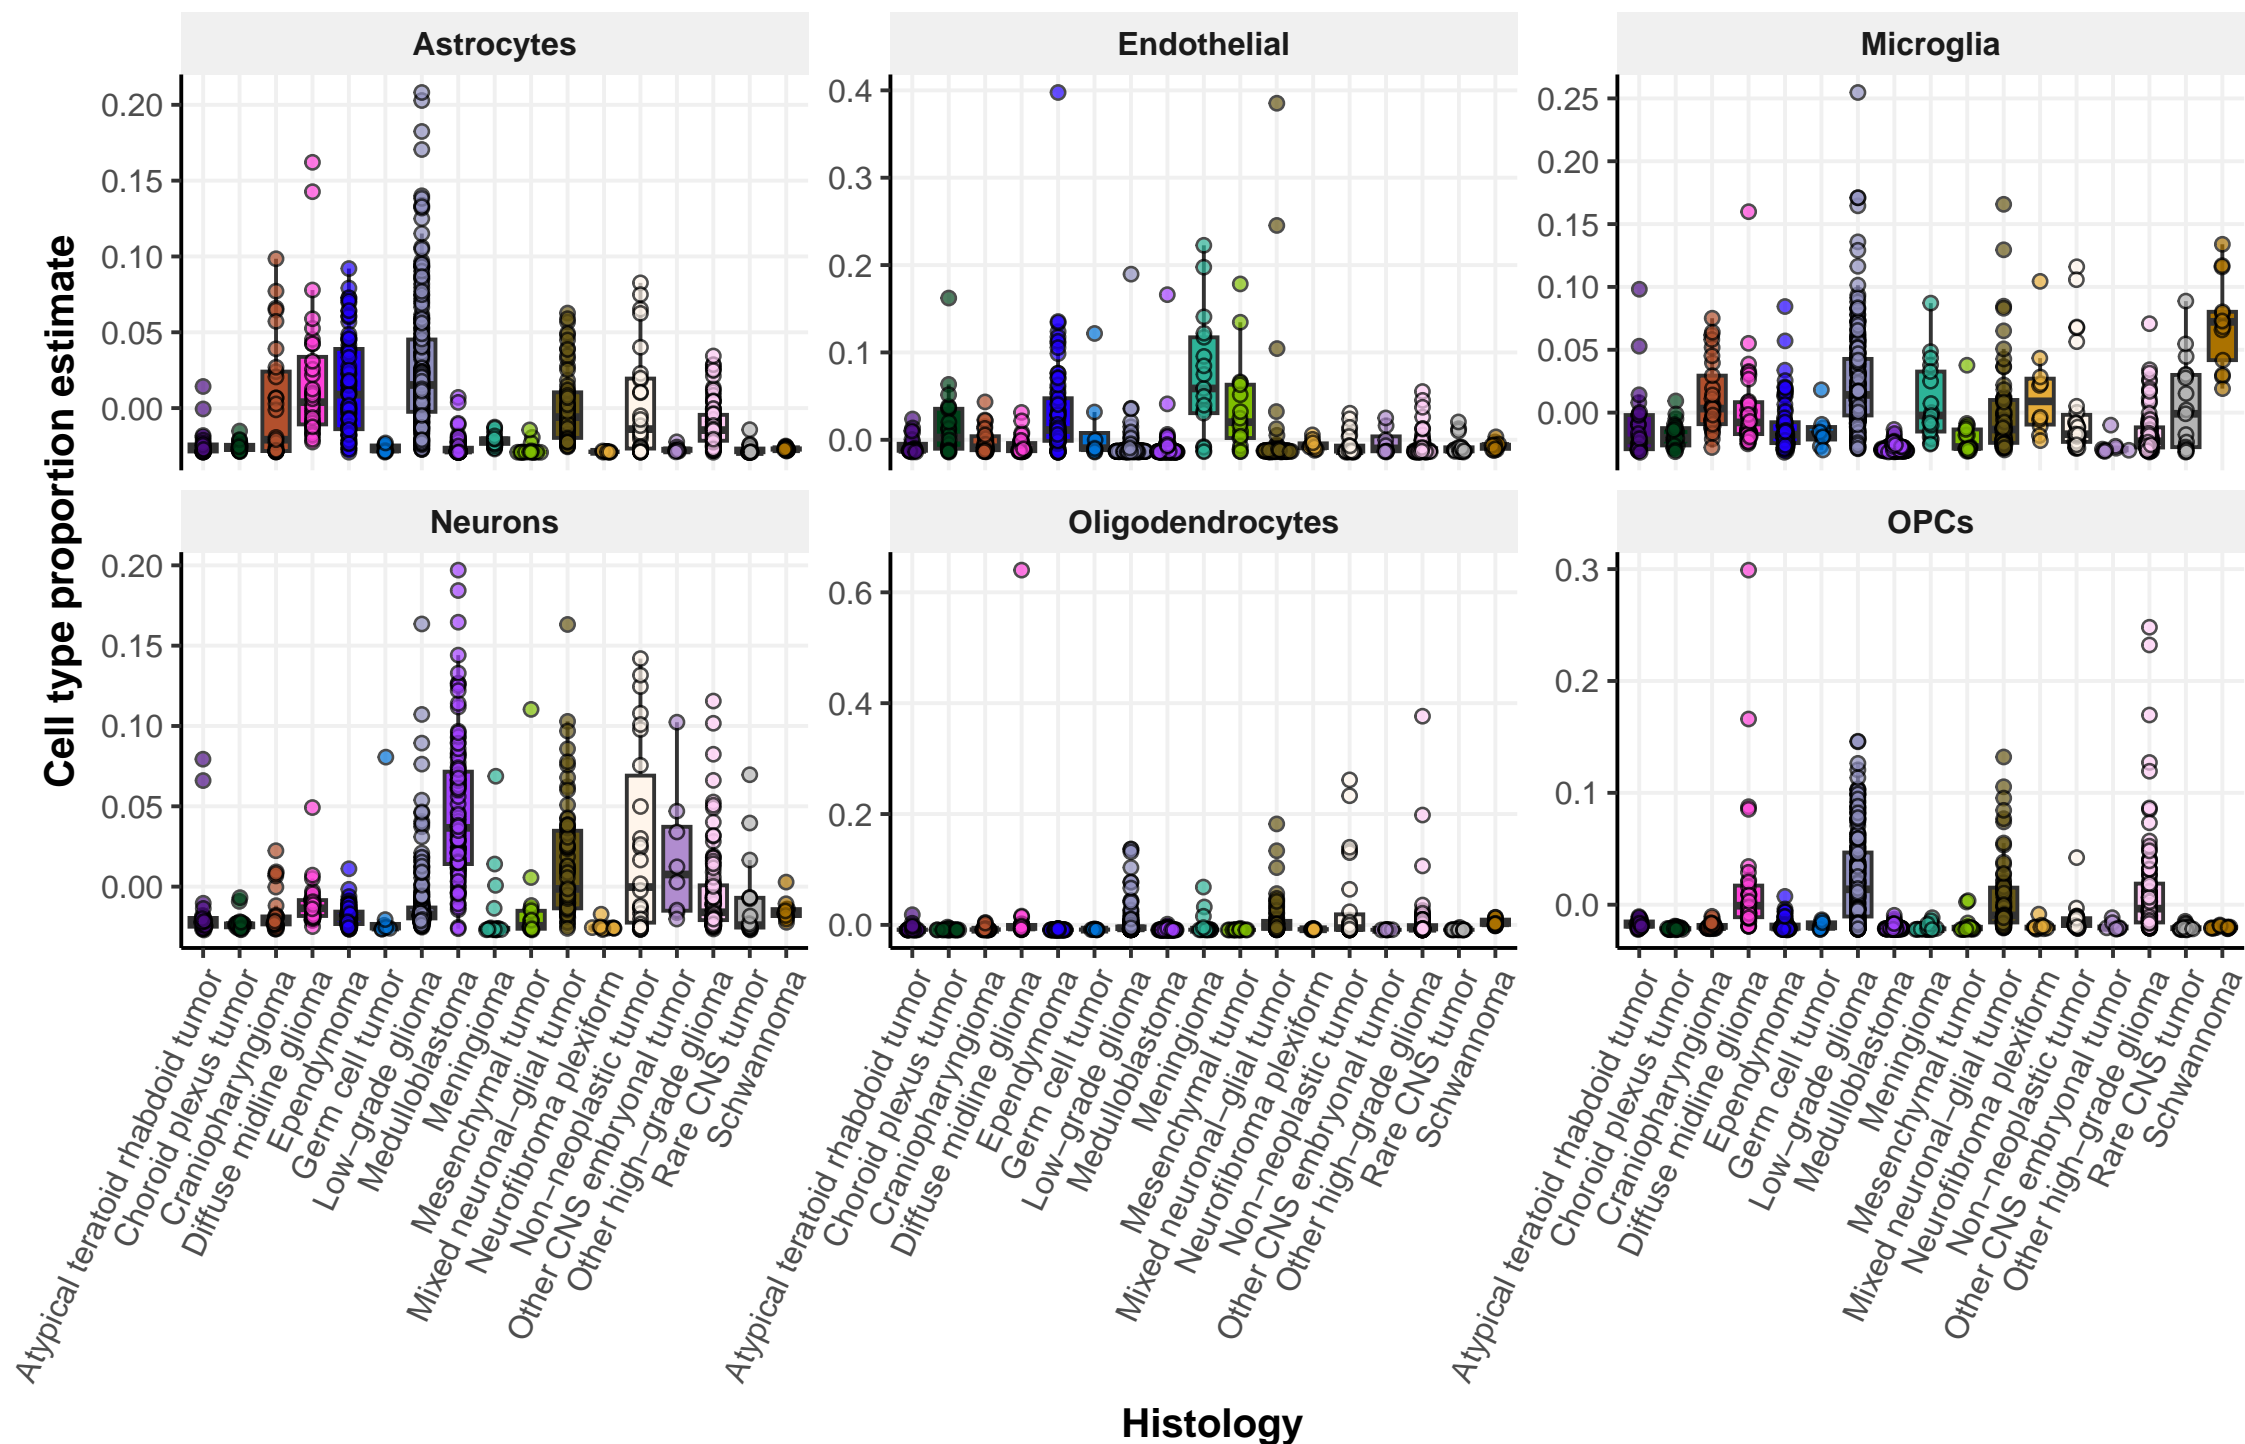 Astrocytes
Endothelial
Microglia
Cell type proportion estimate
0.20
0.15
0.10
0.05
0.00
0.4
0.3
0.2
0.1
0.0
0.25
0.20
0.15
0.10
0.05
0.00
Neurons
Oligodendrocytes
OPCs
0.20
0.15
0.10
0.05
0.00
0.6
0.4
0.2
0.0
0.3
0.2
0.1
0.0
Atypical teratoid rhabdoid tumor
Choroid plexus tumor
Craniopharyngioma
Diffuse midline glioma
Ependymoma
Germ cell tumor
Low−grade glioma
Medulloblastoma
Meningioma
Mesenchymal tumor
Mixed neuronal−glial tumor
Neurofibroma plexiform
Non−neoplastic tumor
Other CNS embryonal tumor
Other high−grade glioma
Rare CNS tumor
Schwannoma
Atypical teratoid rhabdoid tumor
Choroid plexus tumor
Craniopharyngioma
Diffuse midline glioma
Ependymoma
Germ cell tumor
Low−grade glioma
Medulloblastoma
Meningioma
Mesenchymal tumor
Mixed neuronal−glial tumor
Neurofibroma plexiform
Non−neoplastic tumor
Other CNS embryonal tumor
Other high−grade glioma
Rare CNS tumor
Schwannoma
Atypical teratoid rhabdoid tumor
Choroid plexus tumor
Craniopharyngioma
Diffuse midline glioma
Ependymoma
Germ cell tumor
Low−grade glioma
Medulloblastoma
Meningioma
Mesenchymal tumor
Mixed neuronal−glial tumor
Neurofibroma plexiform
Non−neoplastic tumor
Other CNS embryonal tumor
Other high−grade glioma
Rare CNS tumor
Schwannoma
Histology